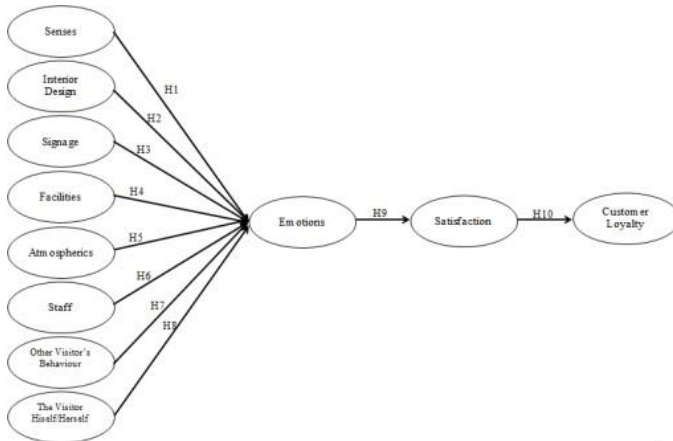 Senses
H1
Interior
Design
H2
Signage
H3
Facilities
H4
Emotions
H9
Satisfaction
H10
Customer
Loyalty
Atmospherics
H5
Staff
H6
Other Visitor's
Behaviour
H7
H8
The Visitor
Hiself/Herself